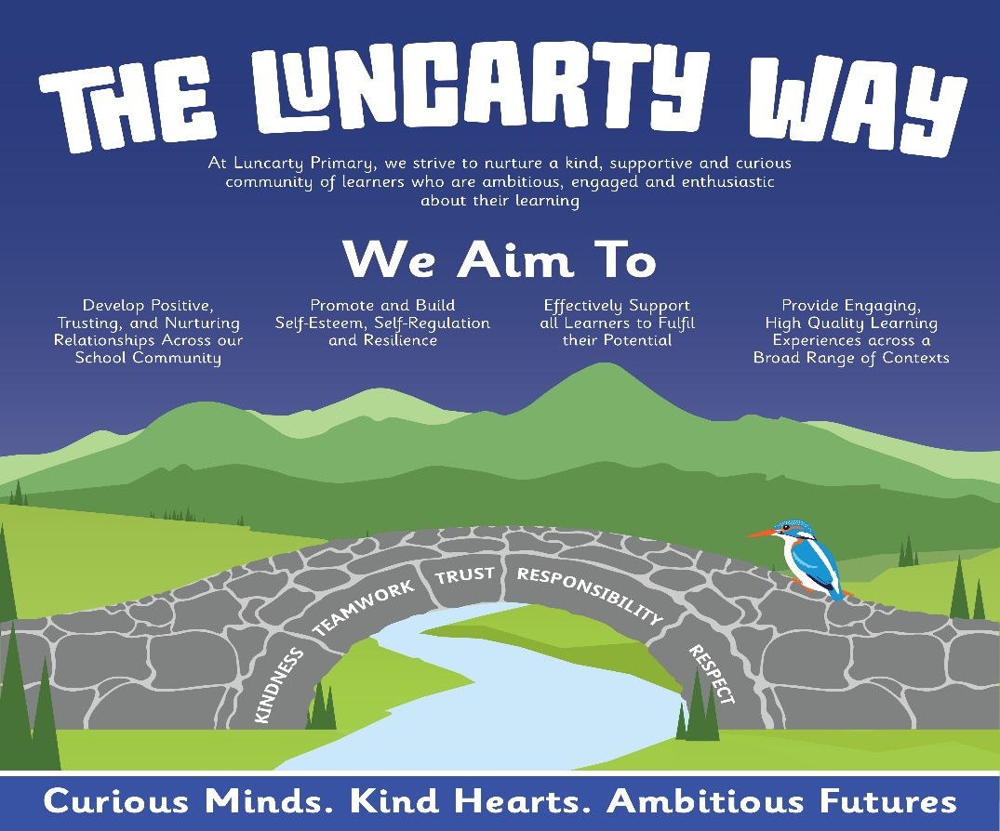 THE LUNCARTY WAY
At Luncarty Primary, we strive to nurture a kind, supportive and curious
community of learners who are ambitious, engaged and enthusiastic
about their learning
We Aim To
Develop Positive,
Trusting, and Nurturing
Relationships Across our
School Community
Promote and Build
Self-Esteem, Self-Regulation
and Resilience
Effectively Support
all Learners to Fulfil
their Potential
Provide Engaging,
High Quality Learning
Experiences across a
Broad Range of Contexts
KINDNESS
TEAMWORK
TRUST
RESPONSIBILITY
RESPECT
Curious Minds. Kind Hearts. Ambitious Futures